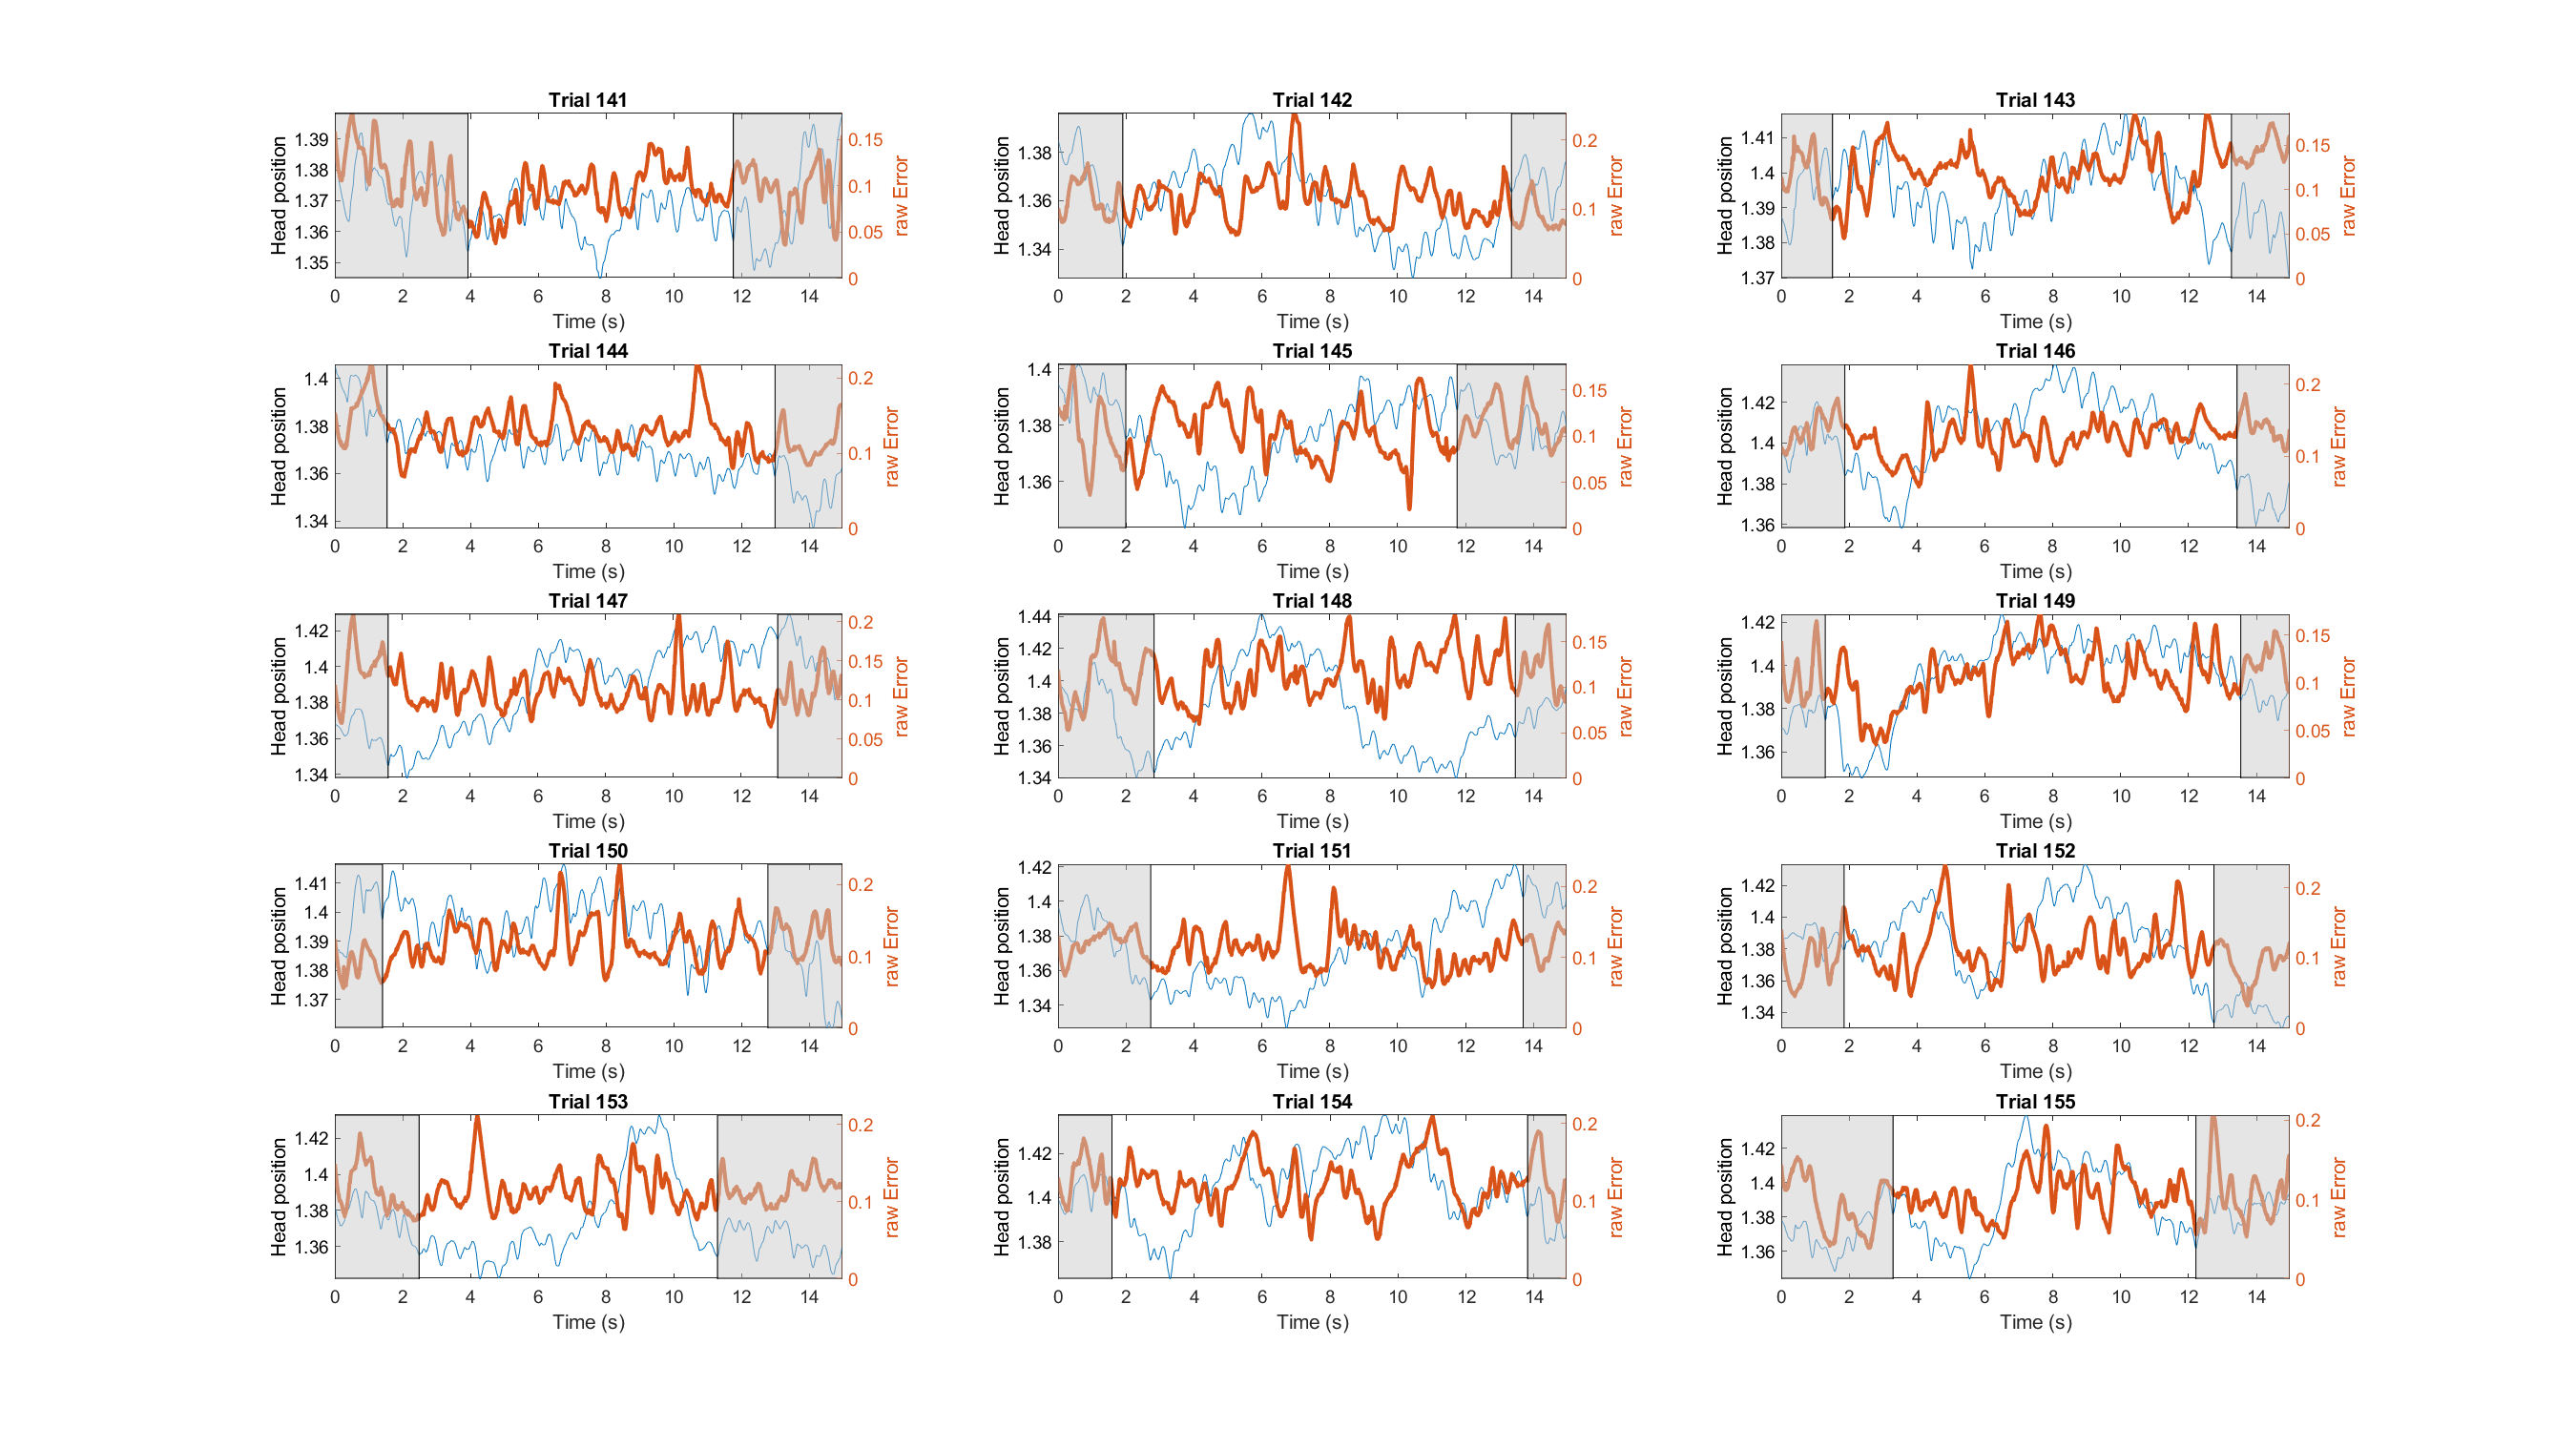 Trial 141
1.39
1.38
1.37
1.36
1.35
Head position
0.15
0.1
0.05
0
raw Error
0 2 4 6 8 10 12 14
Time (s)
Trial 142
1.38
1.36
1.34
Head position
0.2
0.1
0
raw Error
0 2 4 6 8 10 12 14
Time (s)
Trial 143
1.41
1.4
1.39
1.38
1.37
Head position
0.15
0.1
0.05
0
raw Error
0 2 4 6 8 10 12 14
Time (s)
Trial 144
1.4
1.38
1.36
1.34
Head position
0.2
0.1
0
raw Error
0 2 4 6 8 10 12 14
Time (s)
Trial 145
1.4
1.38
1.36
Head position
0.15
0.1
0.05
0
raw Error
0 2 4 6 8 10 12 14
Time (s)
Trial 146
1.42
1.4
1.38
1.36
Head position
0.2
0.1
0
raw Error
0 2 4 6 8 10 12 14
Time (s)
Trial 147
1.42
1.4
1.38
1.36
1.34
Head position
0.2
0.15
0.1
0.05
0
raw Error
0 2 4 6 8 10 12 14
Time (s)
Trial 148
1.44
1.42
1.4
1.38
1.36
1.34
Head position
0.15
0.1
0.05
0
raw Error
0 2 4 6 8 10 12 14
Time (s)
Trial 149
1.42
1.4
1.38
1.36
Head position
0.15
0.1
0.05
0
raw Error
0 2 4 6 8 10 12 14
Time (s)
Trial 150
1.41
1.4
1.39
1.38
1.37
Head position
0.2
0.1
0
raw Error
0 2 4 6 8 10 12 14
Time (s)
Trial 151
1.42
1.4
1.38
1.36
1.34
Head position
0.2
0.1
0
raw Error
0 2 4 6 8 10 12 14
Time (s)
Trial 152
1.42
1.4
1.38
1.36
1.34
Head position
0.2
0.1
0
raw Error
0 2 4 6 8 10 12 14
Time (s)
Trial 153
1.42
1.4
1.38
1.36
Head position
0.2
0.1
0
raw Error
0 2 4 6 8 10 12 14
Time (s)
Trial 154
1.42
1.4
1.38
Head position
0.2
0.1
0
raw Error
0 2 4 6 8 10 12 14
Time (s)
Trial 155
1.42
1.4
1.38
1.36
Head position
0.2
0.1
0
raw Error
0 2 4 6 8 10 12 14
Time (s)